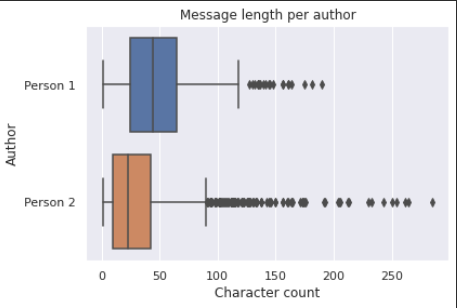 Message length per author
Author
Person 1
Person 2
0 50 100 150 200 250
Character count